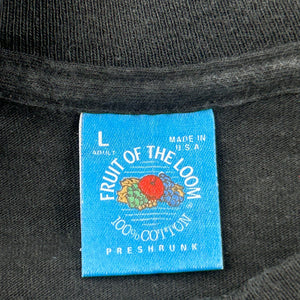 L
ADULT
MADE IN
U.S.A.
FRUIT OF THE LOOM
100% COTTON
PRESHRUNK